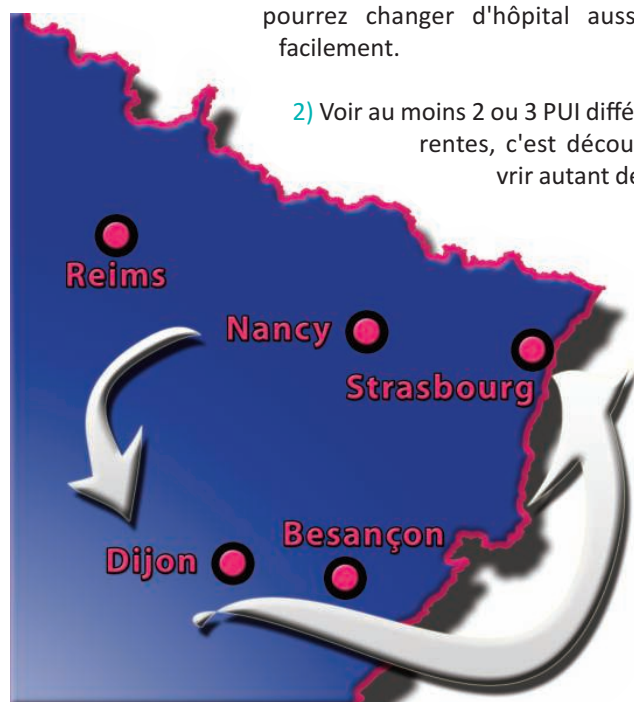 pourrez changer d'hôpital auss
facilement.
2) Voir au moins 2 ou 3 PUI diffé
rentes, c'est décou
vrir autant de
Reims
Nancy
Strasbourg
Besançon
Dijon